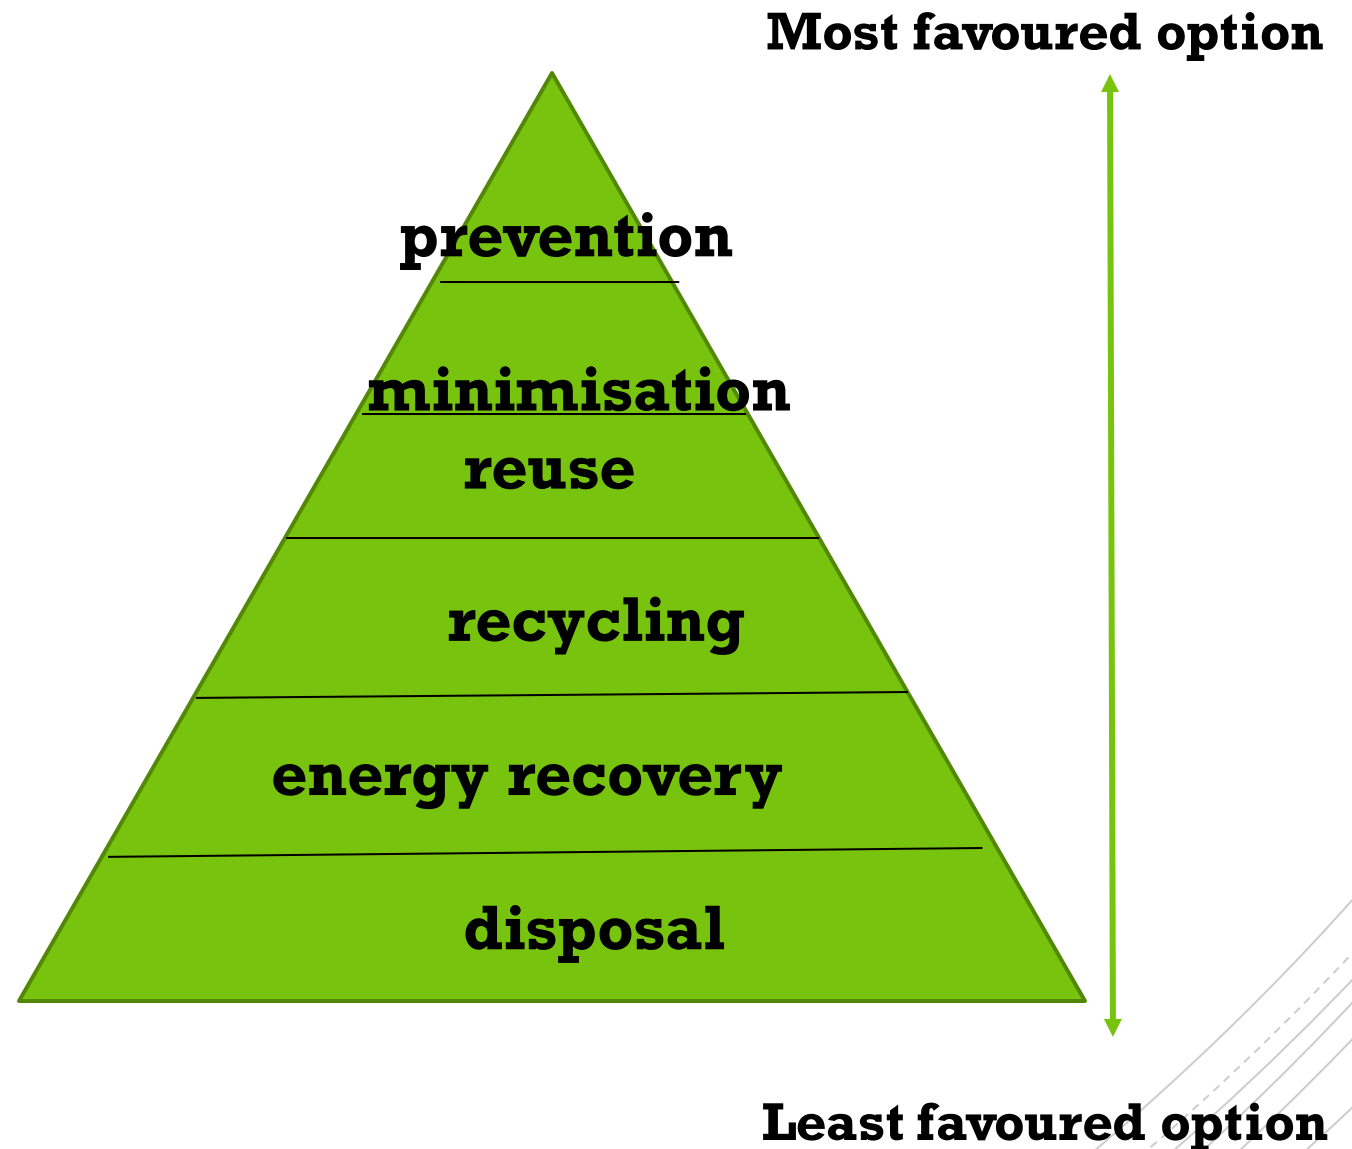 Most favoured option
prevention
minimisation
reuse
recycling
energy recovery
disposal
Least favoured option